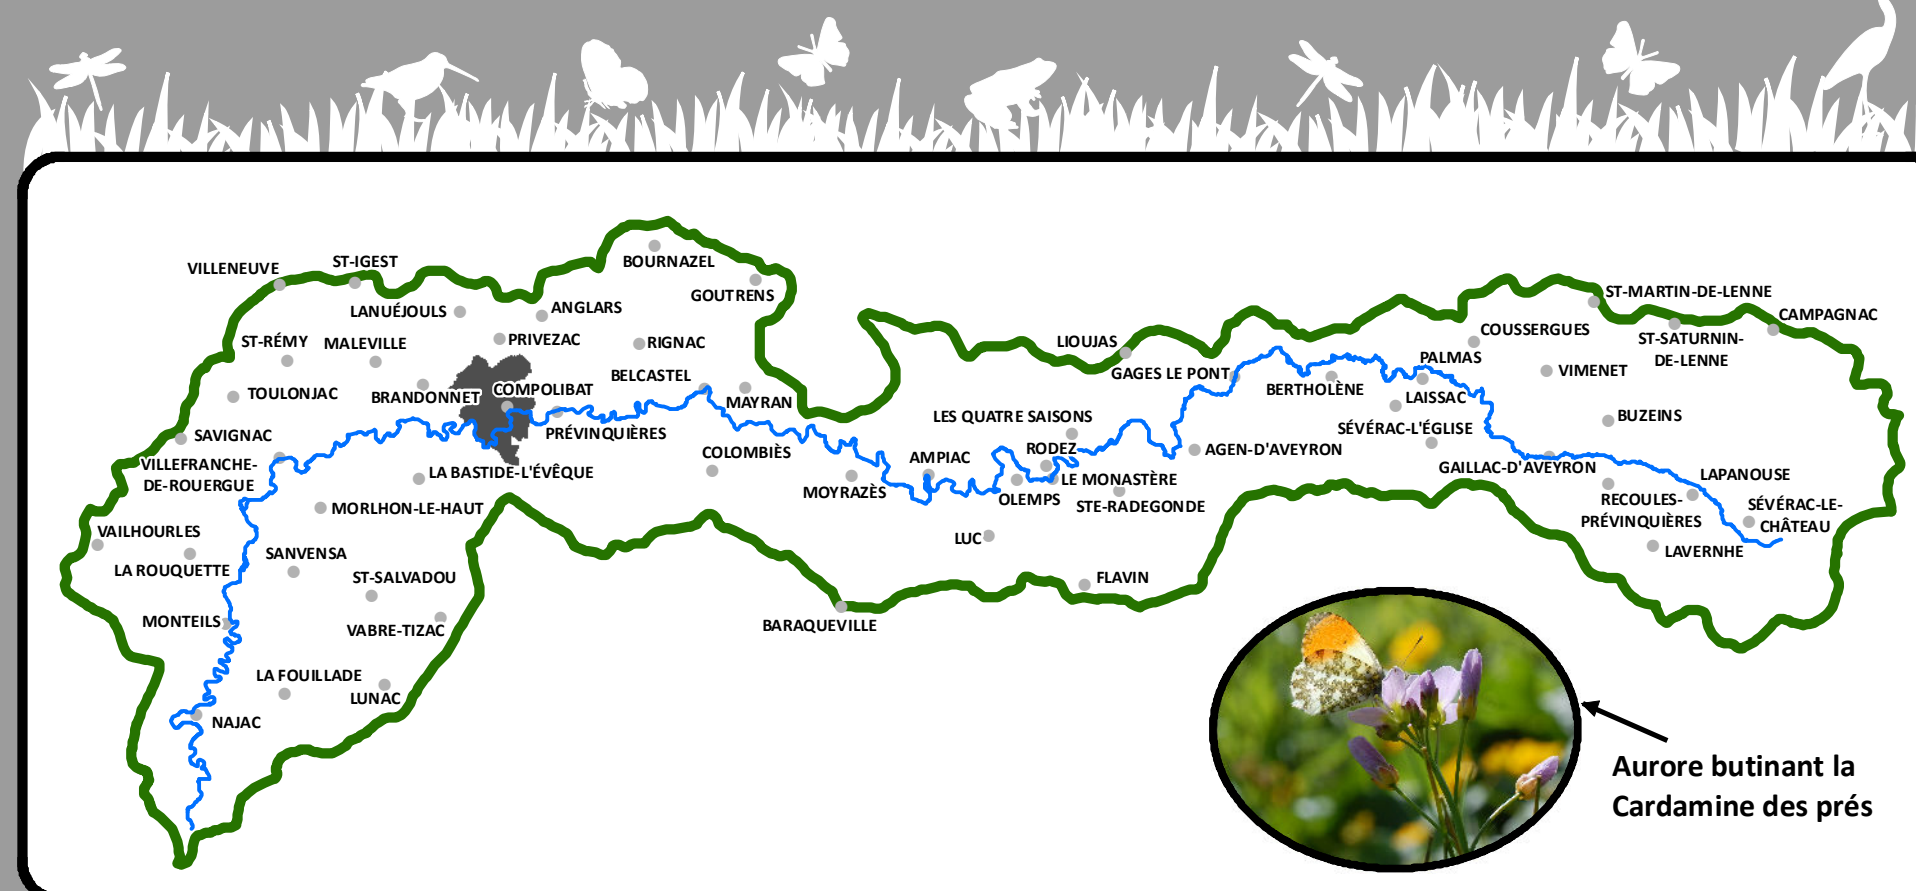 VILLENEUVE
ST-IGEST
LANUÉJOULS
ANGLARS
BOURNAZEL
GOUTRENS
ST-RÉMY
MALEVILLE
PRIVEZAC
RIGNAC
TOULONJAC
BRANDONNET
COMPOLIBAT
BELCASTEL
MAYRAN
SAVIGNAC
PRÉVINQUIÈRES
VILLEFRANCHE-
DE-ROUERGUE
LA BASTIDE-L'ÉVÊQUE
COLOMBIÈS
MOYRAZÈS
MORLHON-LE-HAUT
VAILHOURLES
LA ROUQUETTE
SANVENSA
ST-SALVADOU
MONTEILS
VABRE-TIZAC
LA FOUILLADE
LUNAC
NAJAC
BARAQUEVILLE
LIOUJAS
GAGES LE PONT
LES QUATRE SAISONS
AMPIAC
RODEZ
LE MONASTÈRE
OLEMPS
STE-RADEGONDE
LUC
FLAVIN
AGEN-D'AVEYRON
BERTHOLÈNE
PALMAS
LAISSAC
SÉVÉRAC-L'ÉGLISE
GAILLAC-D'AVEYRON
COUSSERGUES
ST-MARTIN-DE-LENNE
CAMPAGNAC
ST-SATURNIN-
DE-LENNE
VIMENET
BUZEINS
LAPANOUSE
RECOULES-
PRÉVINQUIÈRES
SÉVÉRAC-LE-
CHÂTEAU
LAVERNHE
Aurore butinant la
Cardamine des prés